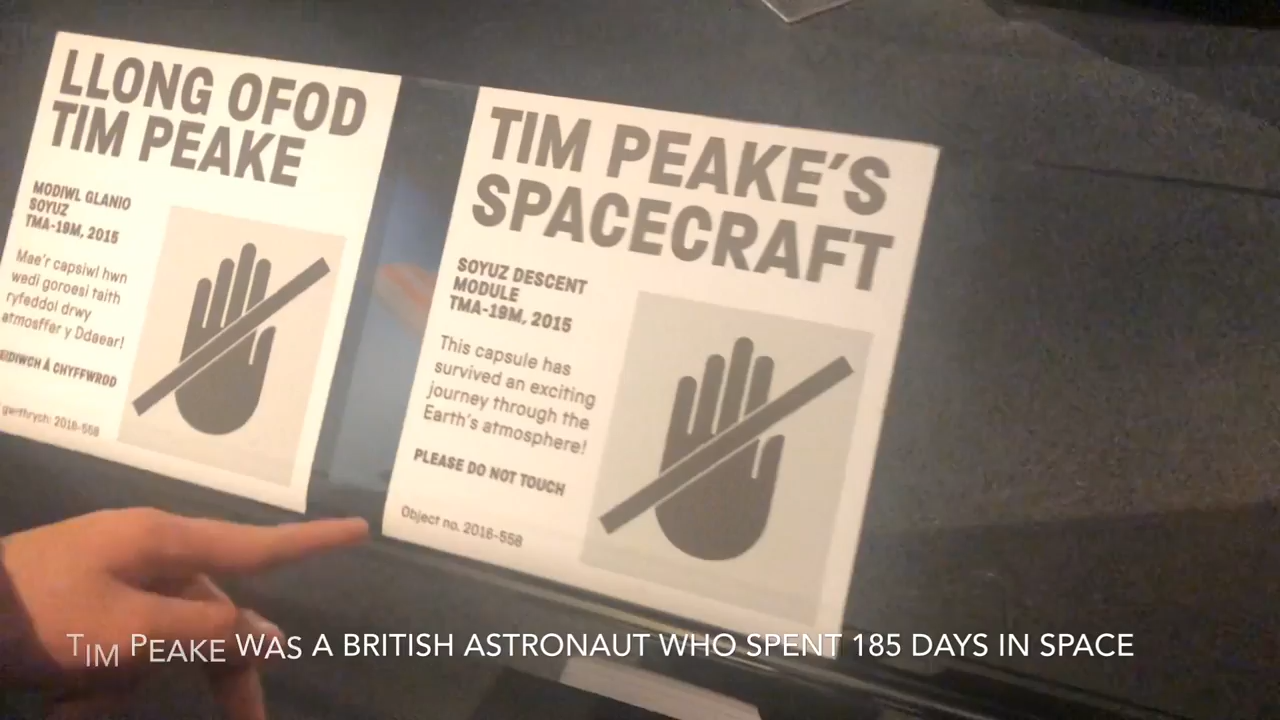 LLONG OFOD
TIM PEAKE
MODIWL GLANIO
SOYUZ
TMA-19M, 2015
Mae'r capsiwl hwn
wedi goroesi taith
ryfeddol drwy
atmosffer y Ddaear!
Â CHYFFWRDD
gwrthrych: 2016-558
TIM PEAKE'S
SPACECRAFT
SOYUZ DESCENT
MODULE
TMA-19M, 2015
This capsule has
survived an exciting
journey through the
Earth's atmosphere!
PLEASE DO NOT TOUCH
Object no. 2016-558
TIM PEAKE WAS A BRITISH ASTRONAUT WHO SPENT 185 DAYS IN SPACE